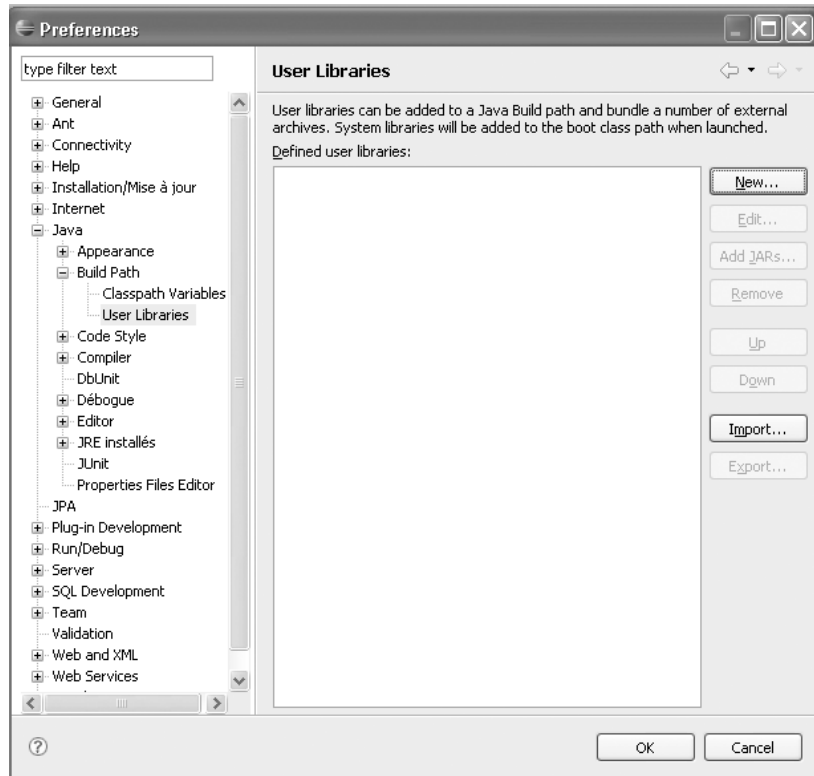 Preferences
type filter text
General
Ant
Connectivity
Help
Installation/Mise à jour
Internet
Java
Appearance
Build Path
Classpath Variables
User Libraries
Code Style
Compiler
DbUnit
Débogue
Editor
JRE installés
JUnit
Properties Files Editor
JPA
Plug-in Development
Run/Debug
Server
SQL Development
Team
Validation
Web and XML
Web Services
User Libraries
User libraries can be added to a Java Build path and bundle a number of external
archives. System libraries will be added to the boot class path when launched.
Defined user libraries:
New...
Edit...
Add JARs...
Remove
Up
Down
Import...
Export...
OK
Cancel